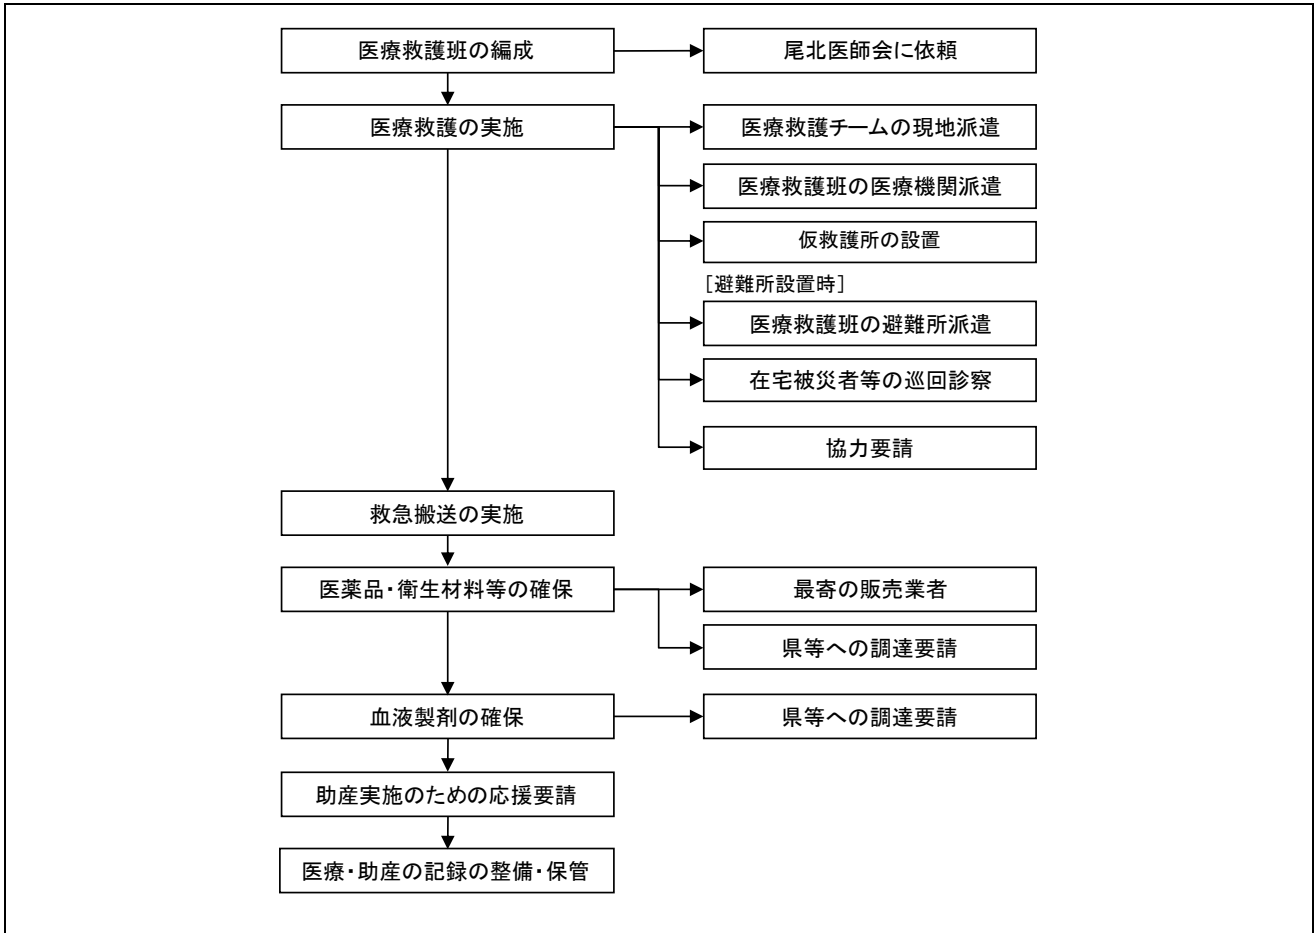 医療救護班の編成
尾北医師会に依頼
医療救護の実施
医療救護チームの現地派遣
医療救護班の医療機関派遣
仮救護所の設置
[避難所設置時]
医療救護班の避難所派遣
在宅被災者等の巡回診察
協力要請
救急搬送の実施
医薬品・衛生材料等の確保
最寄の販売業者
県等への調達要請
血液製剤の確保
県等への調達要請
助産実施のための応援要請
医療・助産の記録の整備・保管